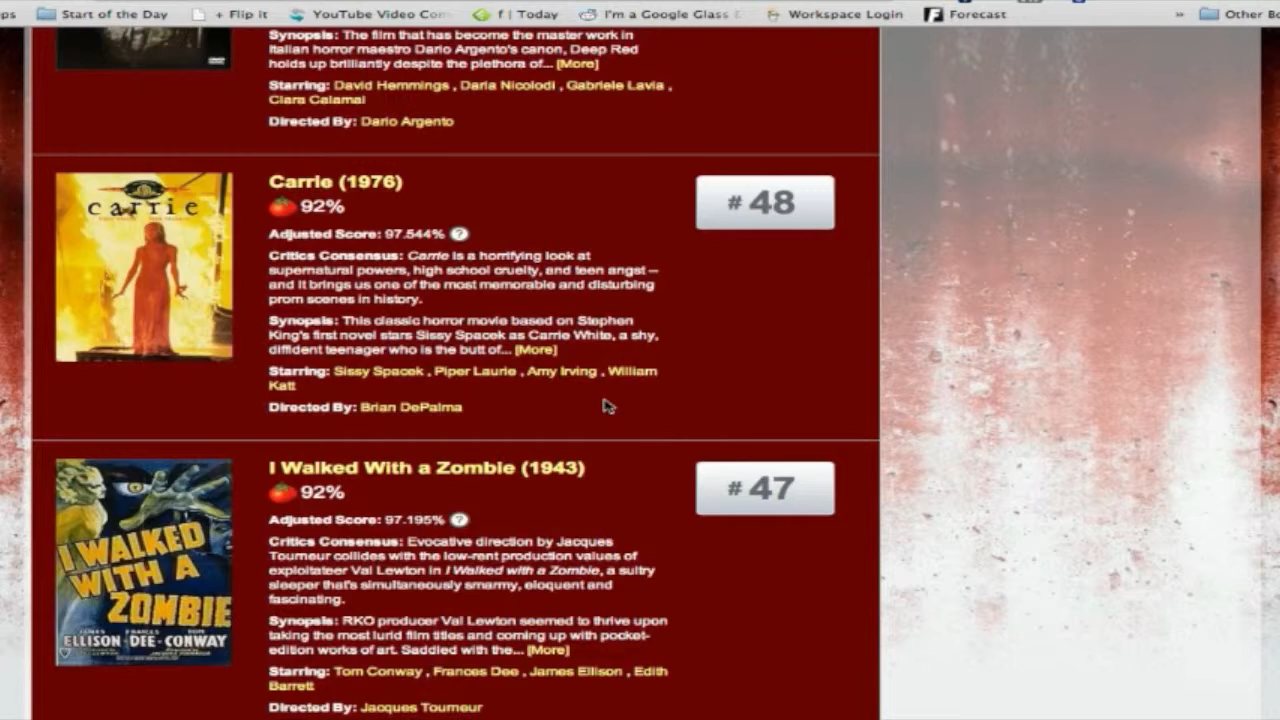 ps Start of the Day + Flip it YouTube Video Con f | Today I'm a Google Glass E Workspace Login Forecast » Other Bo
Synopsis: The film that has become the master work in
Italian horror maestro Dario Argento's canon, Deep Red
holds up brilliantly despite the plethora of... [More]
Starring: David Hemmings , Daria Nicolodi , Gabriele Lavia ,
Clara Calamai
Directed By: Dario Argento
carrie
Carrie (1976)
92%
# 48
Adjusted Score: 97.544% ?
Critics Consensus: Carrie is a horrifying look at
supernatural powers, high school cruelty, and teen angst --
and it brings us one of the most memorable and disturbing
prom scenes in history.
Synopsis: This classic horror movie based on Stephen
King's first novel stars Sissy Spacek as Carrie White, a shy,
diffident teenager who is the butt of... [More]
Starring: Sissy Spacek , Piper Laurie , Amy Irving , William
Katt
Directed By: Brian DePalma
I WALKED
WITH A
ZOMBIE
ELLISON DEE CONWAY
I Walked With a Zombie (1943)
92%
# 47
Adjusted Score: 97.195% ?
Critics Consensus: Evocative direction by Jacques
Tourneur collides with the low-rent production values of
exploitateer Val Lewton in I Walked with a Zombie, a sultry
sleeper that's simultaneously smarmy, eloquent and
fascinating.
Synopsis: RKO producer Val Lewton seemed to thrive upon
taking the most lurid film titles and coming up with pocket-
edition works of art. Saddled with the... [More]
Starring: Tom Conway , Frances Dee , James Ellison , Edith
Barrett
Directed By: Jacques Tourneur